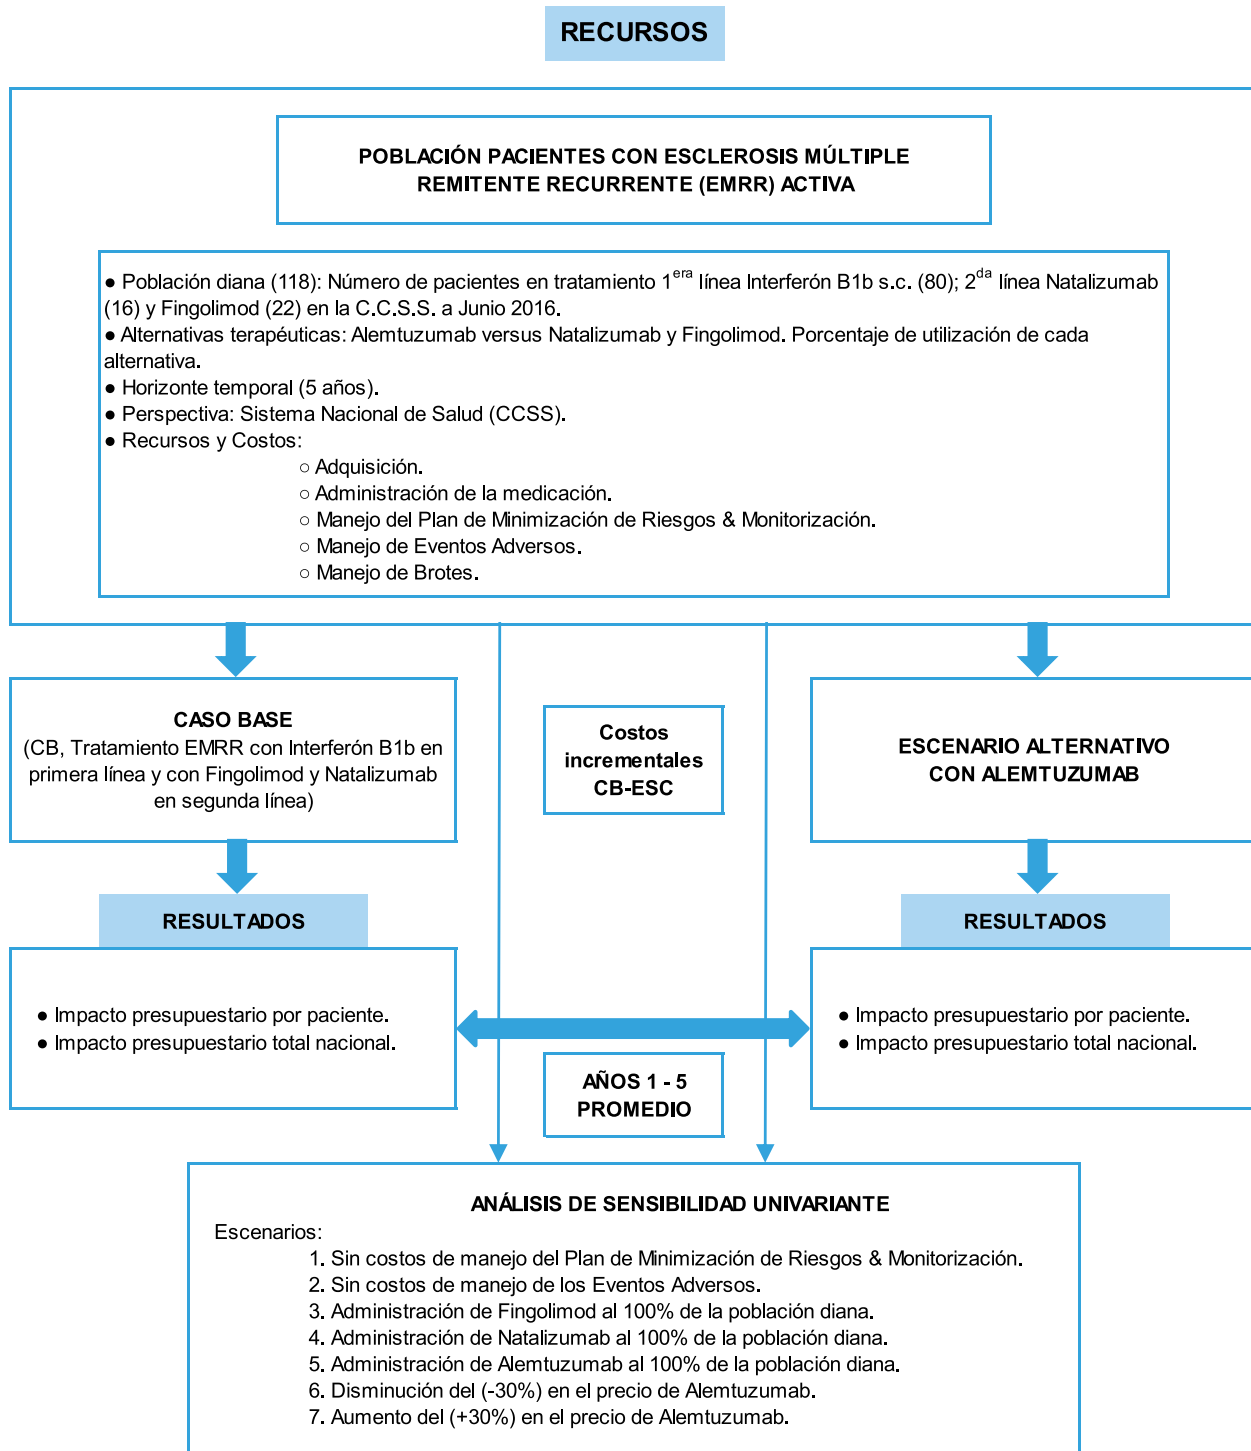 RECURSOS
POBLACIÓN PACIENTES CON ESCLEROSIS MÚLTIPLE
REMITENTE RECURRENTE (EMRR) ACTIVA
● Población diana (118): Número de pacientes en tratamiento 1era línea Interferón B1b s.c. (80); 2da línea Natalizumab
(16) y Fingolimod (22) en la C.C.S.S. a Junio 2016.
● Alternativas terapéuticas: Alemtuzumab versus Natalizumab y Fingolimod. Porcentaje de utilización de cada
alternativa.
● Horizonte temporal (5 años).
● Perspectiva: Sistema Nacional de Salud (CCSS).
● Recursos y Costos:
○ Adquisición.
○ Administración de la medicación.
○ Manejo del Plan de Minimización de Riesgos & Monitorización.
○ Manejo de Eventos Adversos.
○ Manejo de Brotes.
CASO BASE
(CB, Tratamiento EMRR con Interferón B1b en
primera línea y con Fingolimod y Natalizumab
en segunda línea)
Costos
incrementales
CB-ESC
ESCENARIO ALTERNATIVO
CON ALEMTUZUMAB
RESULTADOS
RESULTADOS
● Impacto presupuestario por paciente.
● Impacto presupuestario total nacional.
● Impacto presupuestario por paciente.
● Impacto presupuestario total nacional.
AÑOS 1 - 5
PROMEDIO
ANÁLISIS DE SENSIBILIDAD UNIVARIANTE
Escenarios:
1. Sin costos de manejo del Plan de Minimización de Riesgos & Monitorización.
2. Sin costos de manejo de los Eventos Adversos.
3. Administración de Fingolimod al 100% de la población diana.
4. Administración de Natalizumab al 100% de la población diana.
5. Administración de Alemtuzumab al 100% de la población diana.
6. Disminución del (-30%) en el precio de Alemtuzumab.
7. Aumento del (+30%) en el precio de Alemtuzumab.